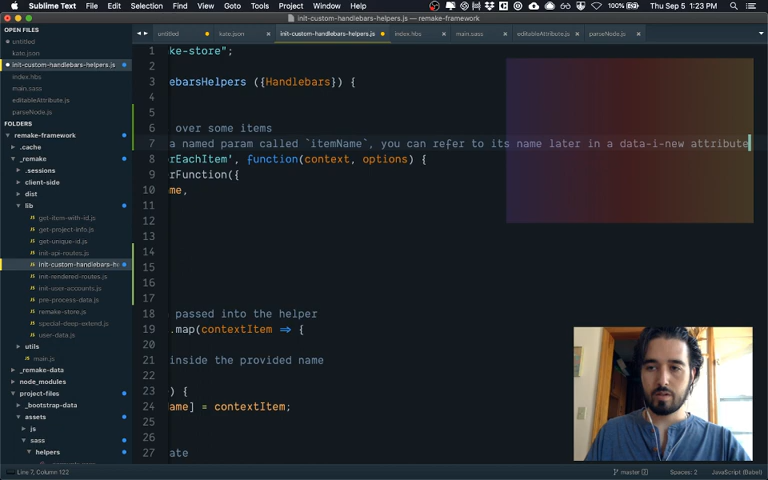 Sublime Text File Edit Selection Find View Goto Tools Project Window Help 100% Thu Sep 5 1:23 PM
init-custom-handlebars-helpers.js — remake-framework
OPEN FILES
untitled
kate.json
init-custom-handlebars-helpers.js
index.hbs
main.sass
editableAttribute.js
parseNode.js
FOLDERS
remake-framework
.cache
_remake
.sessions
client-side
dist
lib
get-item-with-id.js
get-project-info.js
get-unique-id.js
init-api-routes.js
init-custom-handlebars-he
init-rendered-routes.js
init-user-accounts.js
pre-process-data.js
remake-store.js
special-deep-extend.js
user-data.js
utils
main.js
_remake-data
node_modules
project-files
_bootstrap-data
assets
js
sass
helpers
untitled kate.json init-custom-handlebars-helpers.js index.hbs main.sass editableAttribute.js parseNode.js
1 ke-store";
2
3 ebarsHelpers ({Handlebars}) {
4
5
6 over some items
7 a named param called `itemName`, you can refer to its name later in a data-i-new attribute
8 rEachItem', function(context, options) {
9 rFunction({
10 me,
11
12
13
14
15
16
17
18 passed into the helper
19 .map(contextItem => {
20
21 inside the provided name
22
23 ) {
24 ame] = contextItem;
25
26
27 ate
Line 7, Column 122 master (2) Spaces: 2 JavaScript (Babel)